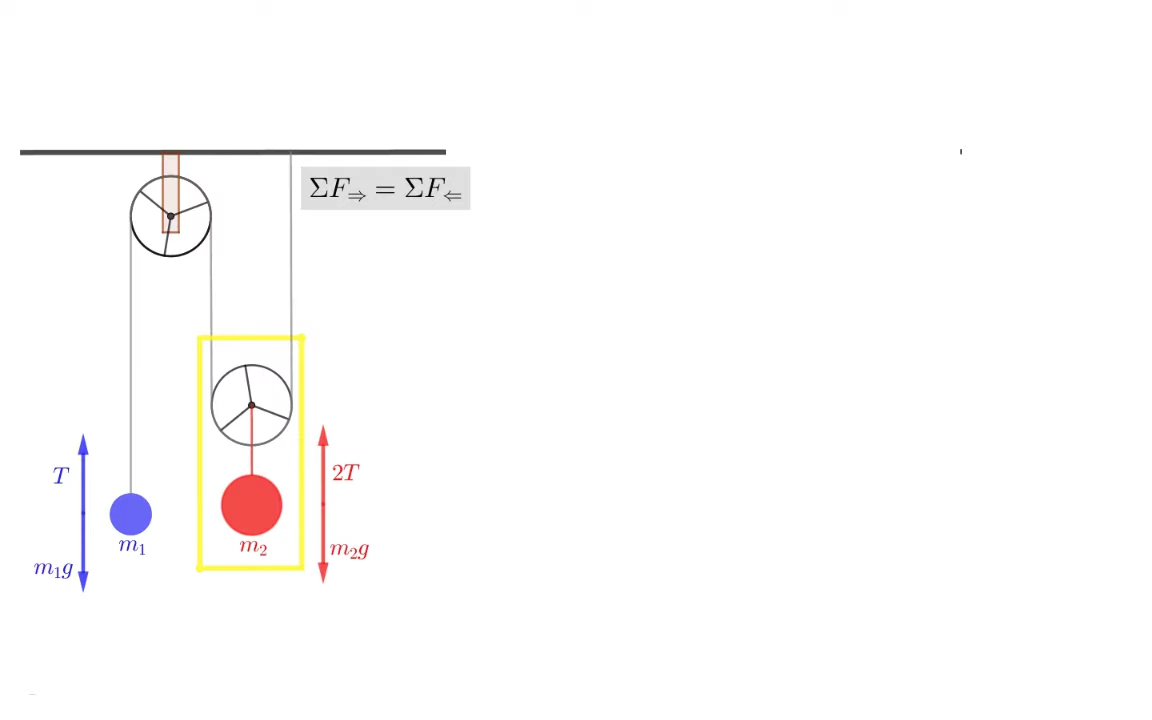 ΣF⇒ = ΣF⇐
T
2T
m₁
m₂
m₂g
m₁g